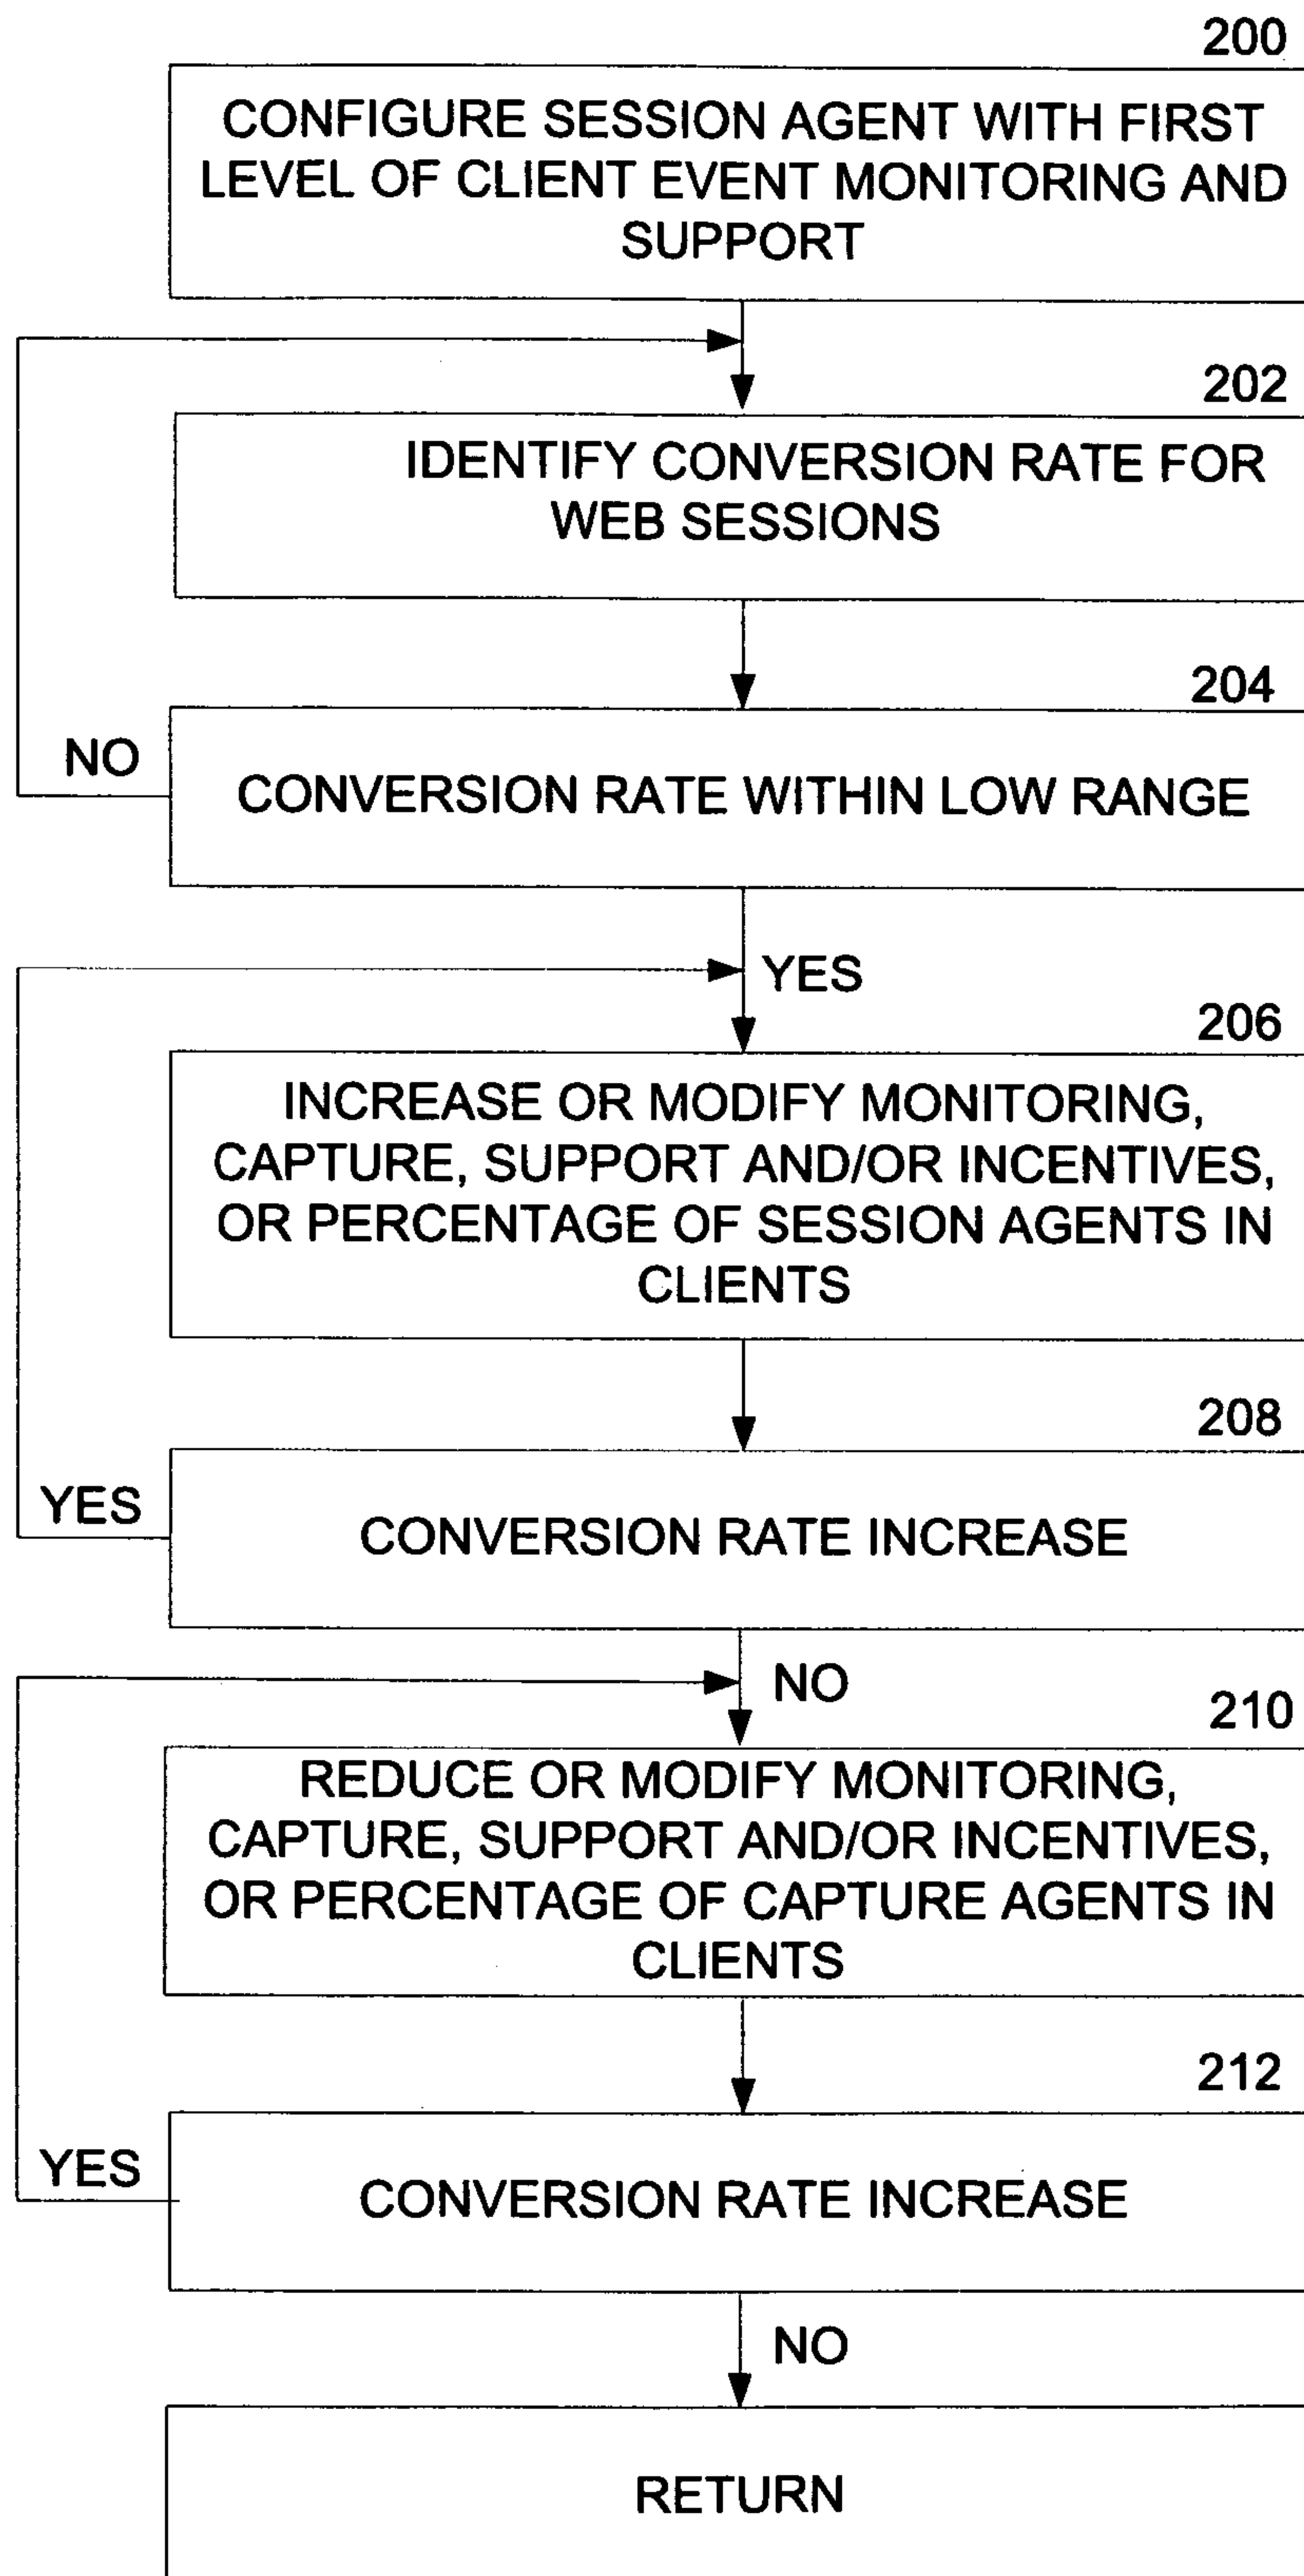 200
CONFIGURE SESSION AGENT WITH FIRST
LEVEL OF CLIENT EVENT MONITORING AND
SUPPORT
202
IDENTIFY CONVERSION RATE FOR
WEB SESSIONS
204
NO
CONVERSION RATE WITHIN LOW RANGE
YES
206
INCREASE OR MODIFY MONITORING,
CAPTURE, SUPPORT AND/OR INCENTIVES,
OR PERCENTAGE OF SESSION AGENTS IN
CLIENTS
208
YES
CONVERSION RATE INCREASE
NO
210
REDUCE OR MODIFY MONITORING,
CAPTURE, SUPPORT AND/OR INCENTIVES,
OR PERCENTAGE OF CAPTURE AGENTS IN
CLIENTS
212
YES
CONVERSION RATE INCREASE
NO
RETURN